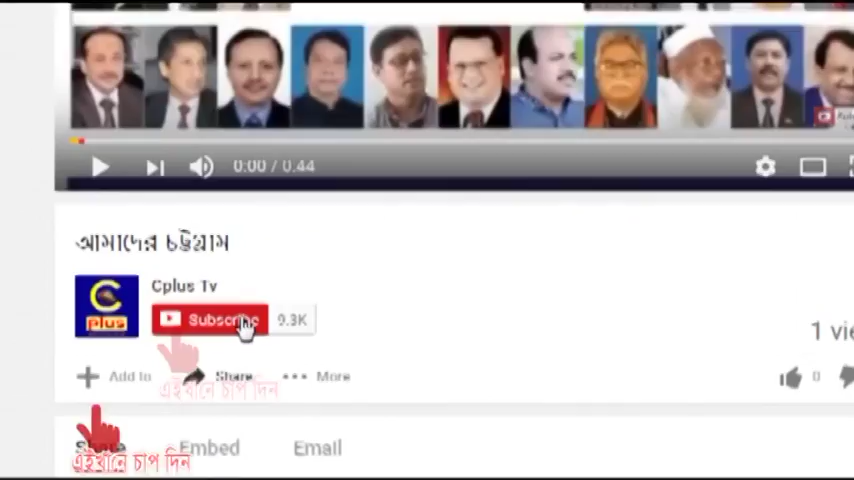 0:00 / 0:44
আমাদের চট্টগ্রাম
C plus
Cplus Tv
Subscribe 9.3K
1 vie
Add to Share More 0
এইখানে চাপ দিন
Share Embed Email
এইখানে চাপ দিন